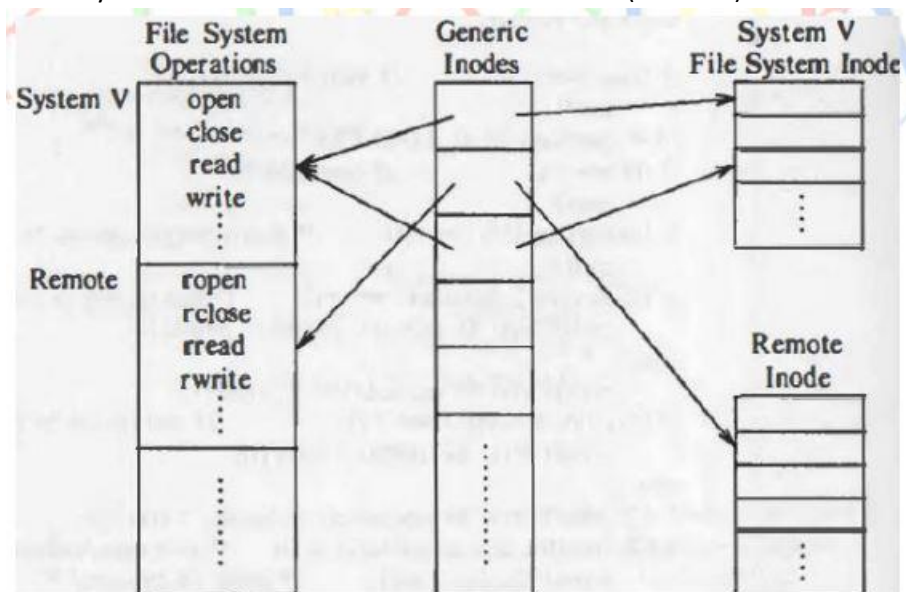 File System
Operations
Generic
Inodes
System V
File System Inode
System V
open
close
read
write
Remote
ropen
rclose
rread
rwrite
Remote
Inode